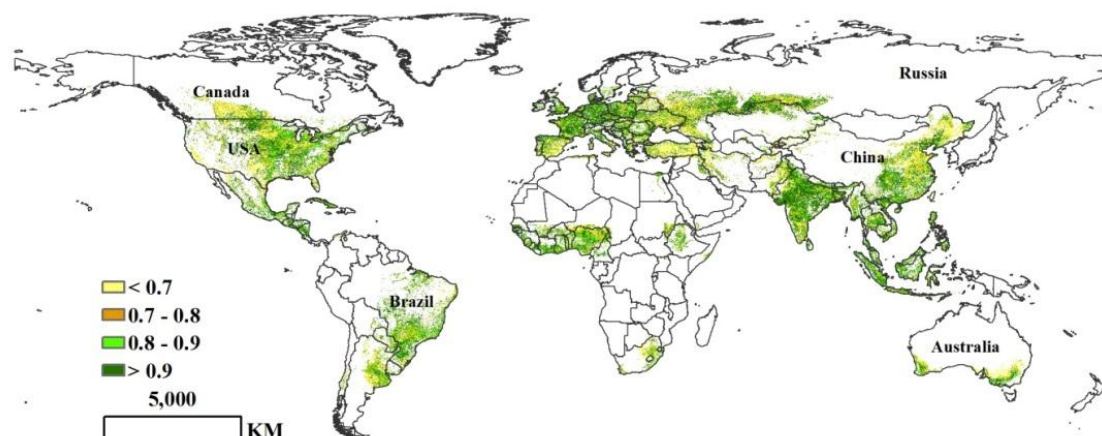 Canada
Russia
USA
China
Brazil
Australia
< 0.7
0.7 - 0.8
0.8 - 0.9
> 0.9
5,000
KM